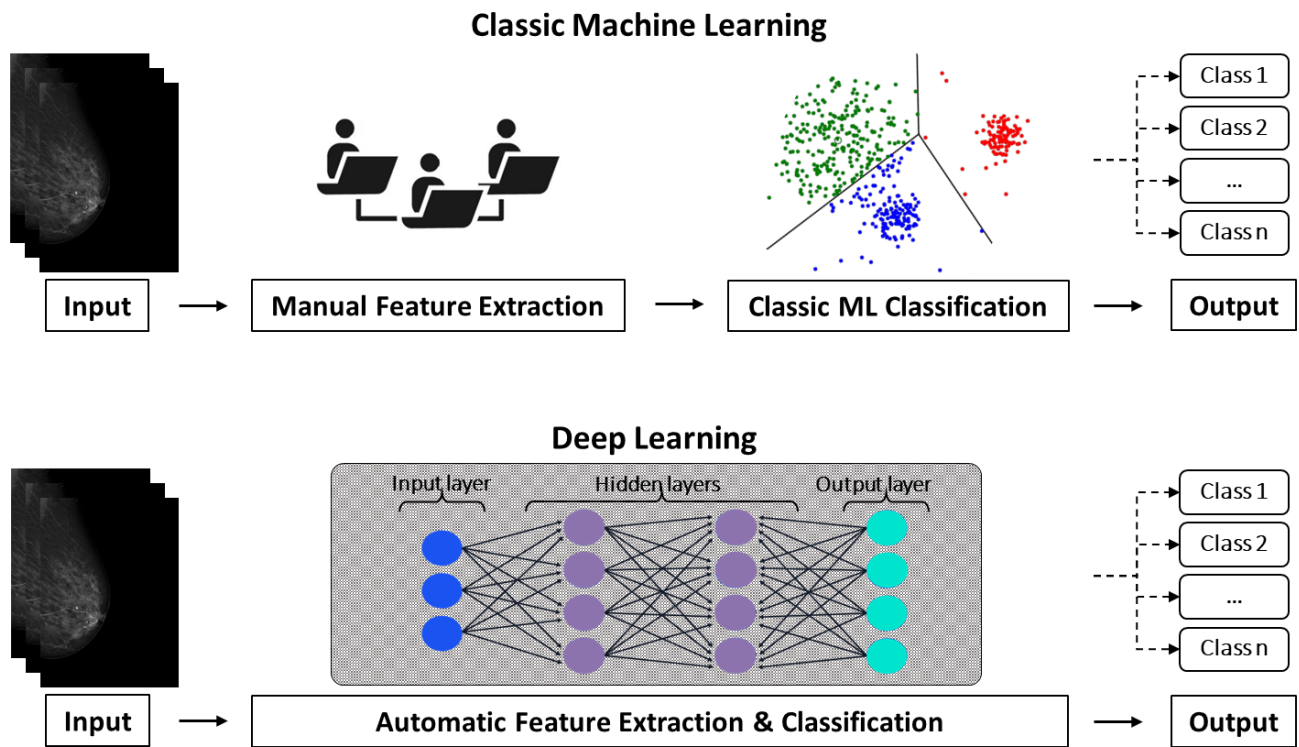 Classic Machine Learning
Class 1
Class 2
...
Class n
Input
Manual Feature Extraction
Classic ML Classification
Output
Deep Learning
Input layer
Hidden layers
Output layer
Class 1
Class 2
...
Class n
Input
Automatic Feature Extraction & Classification
Output